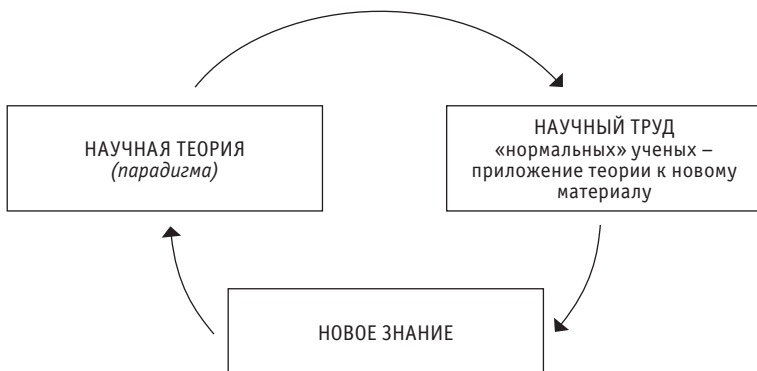 НАУЧНАЯ ТЕОРИЯ
(парадигма)
НАУЧНЫЙ ТРУД
«нормальных» ученых –
приложение теории к новому
материалу
НОВОЕ ЗНАНИЕ